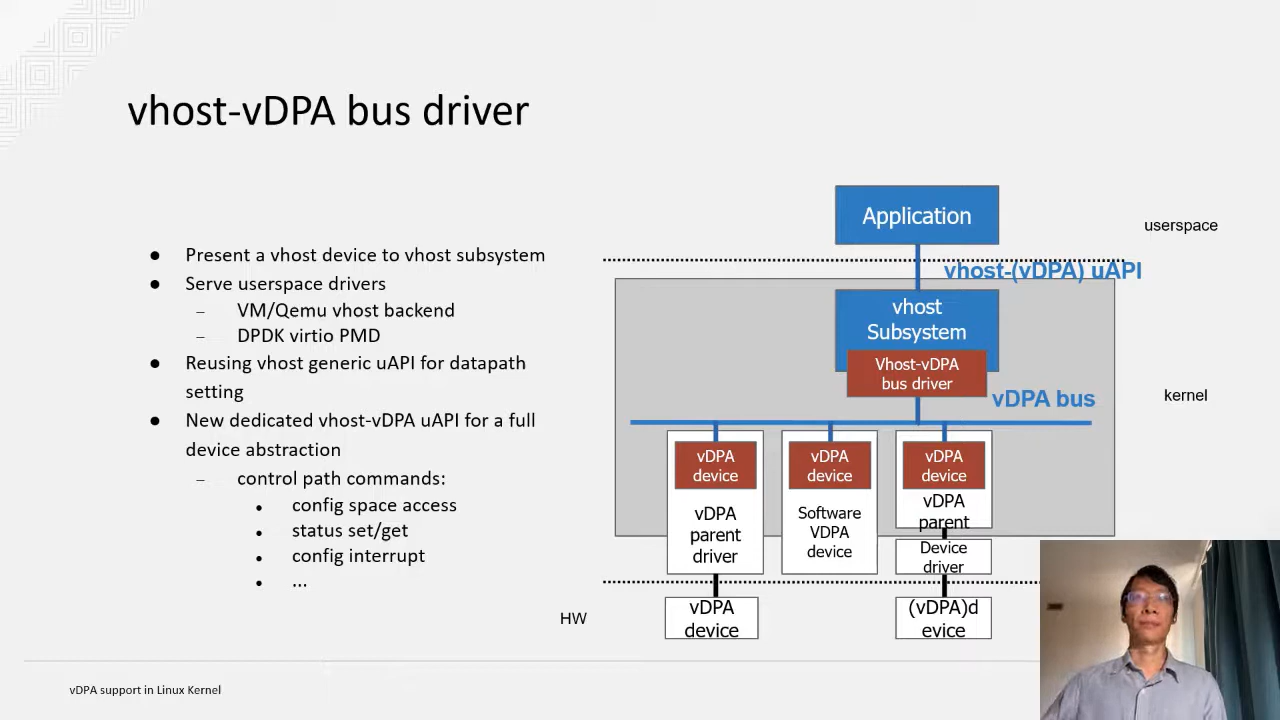 vhost-vDPA bus driver
● Present a vhost device to vhost subsystem
● Serve userspace drivers
– VM/Qemu vhost backend
– DPDK virtio PMD
● Reusing vhost generic uAPI for datapath
setting
● New dedicated vhost-vDPA uAPI for a full
device abstraction
– control path commands:
● config space access
● status set/get
● config interrupt
● ...
Application
userspace
vhost-(vDPA) uAPI
vhost
Subsystem
Vhost-vDPA
bus driver
vDPA bus
kernel
vDPA
device
vDPA
parent
driver
vDPA
device
Software
VDPA
device
vDPA
device
vDPA
parent
Device
driver
HW
vDPA
device
(vDPA)d
evice
vDPA support in Linux Kernel